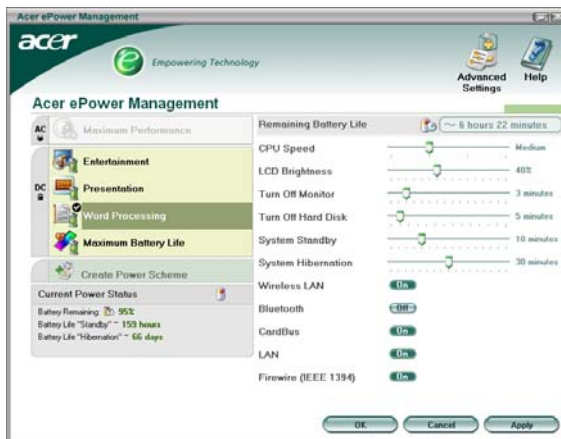 Acer ePower Management
acer
Empowering Technology
Advanced Settings
Help
Acer ePower Management
AC
Maximum Performance
DC
Entertainment
Presentation
Word Processing
Maximum Battery Life
Create Power Scheme
Current Power Status
Battery Remaining: 95%
Battery Life "Standby" ~ 159 hours
Battery Life "Hibernation" ~ 66 days
Remaining Battery Life ~ 6 hours 22 minutes
CPU Speed Medium
LCD Brightness 40%
Turn Off Monitor 3 minutes
Turn Off Hard Disk 5 minutes
System Standby 10 minutes
System Hibernation 30 minutes
Wireless LAN On
Bluetooth Off
CardBus On
LAN On
Firewire (IEEE 1394) On
OK Cancel Apply